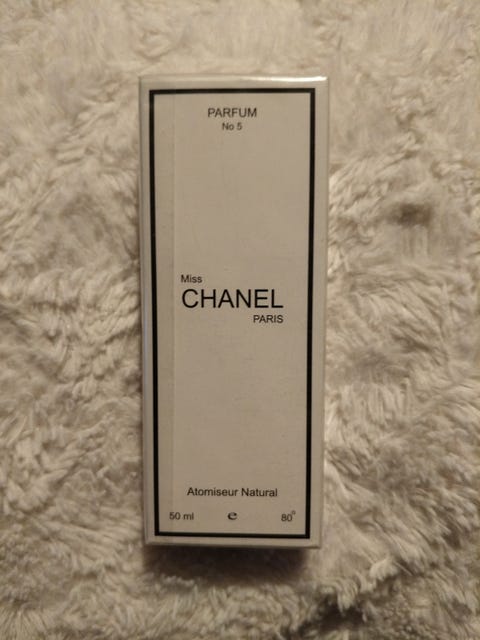 PARFUM
No 5
Miss
CHANEL
PARIS
Atomiseur Natural
50 ml e 80°